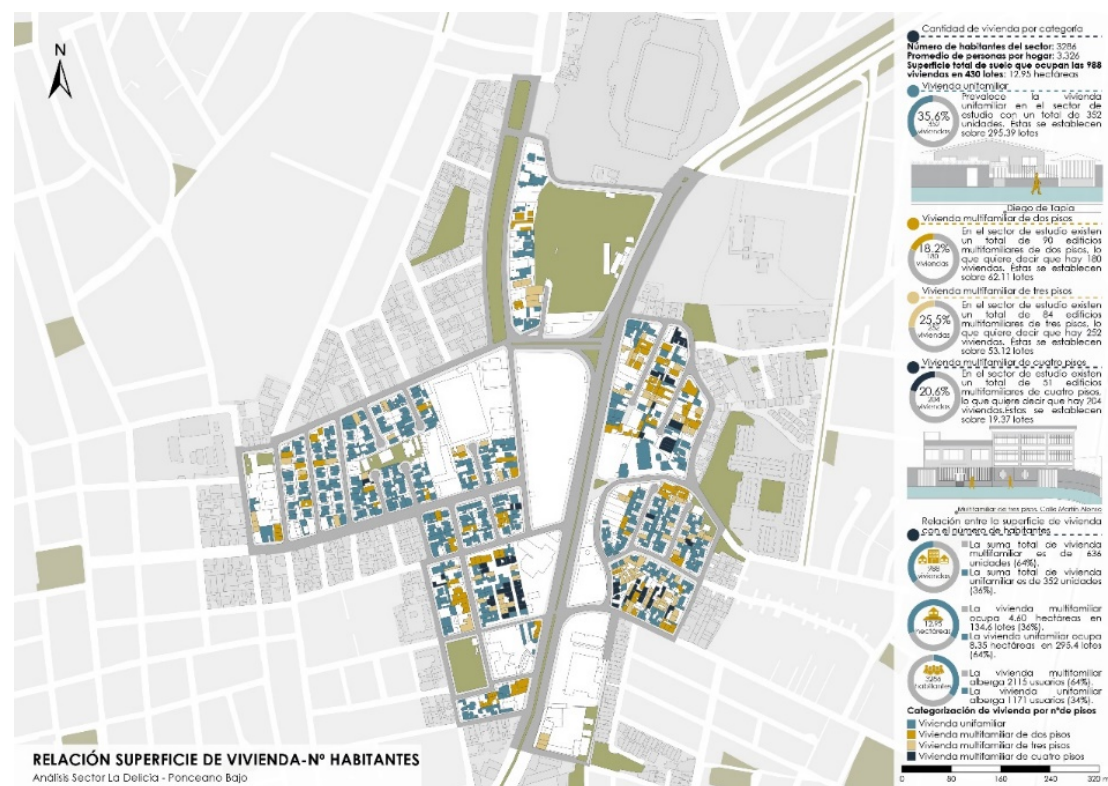 N
Cantidad de vivienda por categoría
Número de habitantes del sector: 3286
Promedio de personas por hogar: 3.326
Superficie total de suelo que ocupan las 988
viviendas en 430 lotes: 12.95 hectáreas
Vivienda unifamiliar
35.6%
352
viviendas
Prevalece la vivienda
unifamiliar en el sector de
estudio con un total de 352
unidades. Estas se establecen
sobre 295.39 lotes
Diego de Tapia
Vivienda multifamiliar de dos pisos
18.2%
180
viviendas
En el sector de estudio existen
un total de 90 edificios
multifamiliares de dos pisos, lo
que quiere decir que hay 180
viviendas. Estas se establecen
sobre 62.11 lotes
Vivienda multifamiliar de tres pisos
25.5%
252
viviendas
En el sector de estudio existen
un total de 84 edificios
multifamiliares de tres pisos, lo
que quiere decir que hay 252
viviendas. Estas se establecen
sobre 53.12 lotes
Vivienda multifamiliar de cuatro pisos
20.6%
204
viviendas
En el sector de estudio existen
un total de 51 edificios
multifamiliares de cuatro pisos,
lo que quiere decir que hay 204
viviendas.Estas se establecen
sobre 19.37 lotes
Multifamiliar de tres pisos. Calle Martín Alonso
Relación entre la superficie de vivienda
con el número de habitantes
988
viviendas
La suma total de vivienda
multifamiliar es de 636
unidades (64%).
La suma total de vivienda
unifamiliar es de 352 unidades
(36%).
12.95
hectáreas
La vivienda multifamiliar
ocupa 4.60 hectáreas en
134.6 lotes (36%).
La vivienda unifamiliar ocupa
8.35 hectáreas en 295.4 lotes
(64%).
3286
habitantes
La vivienda multifamiliar
alberga 2115 usuarios (64%).
La vivienda unifamiliar
alberga 1171 usuarios (34%).
Categorización de vivienda por nºde pisos
Vivienda unifamiliar
Vivienda multifamiliar de dos pisos
Vivienda multifamiliar de tres pisos
Vivienda multifamiliar de cuatro pisos
0 80 160 240 320 m
RELACIÓN SUPERFICIE DE VIVIENDA-Nº HABITANTES
Análisis Sector La Delicia - Ponceano Bajo